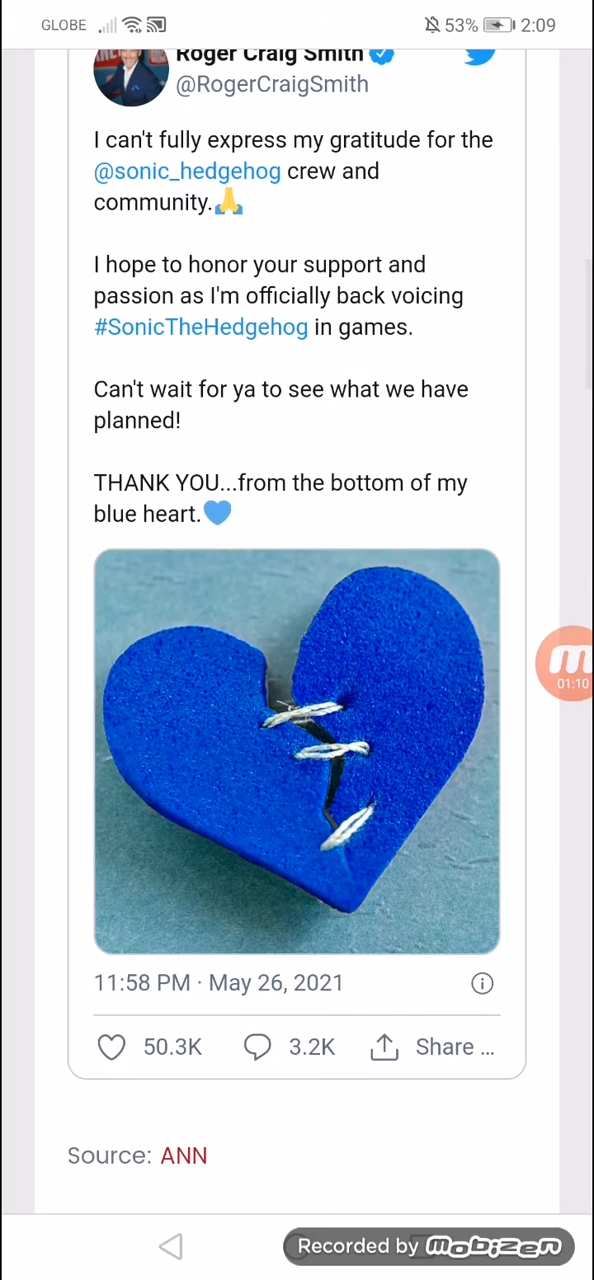 GLOBE 53% 2:09
Roger Craig Smith
@RogerCraigSmith
I can't fully express my gratitude for the
@sonic_hedgehog crew and
community.🙏
I hope to honor your support and
passion as I'm officially back voicing
#SonicTheHedgehog in games.
Can't wait for ya to see what we have
planned!
THANK YOU...from the bottom of my
blue heart.💙
01:10
11:58 PM · May 26, 2021
50.3K 3.2K Share ...
Source: ANN
Recorded by mobizen